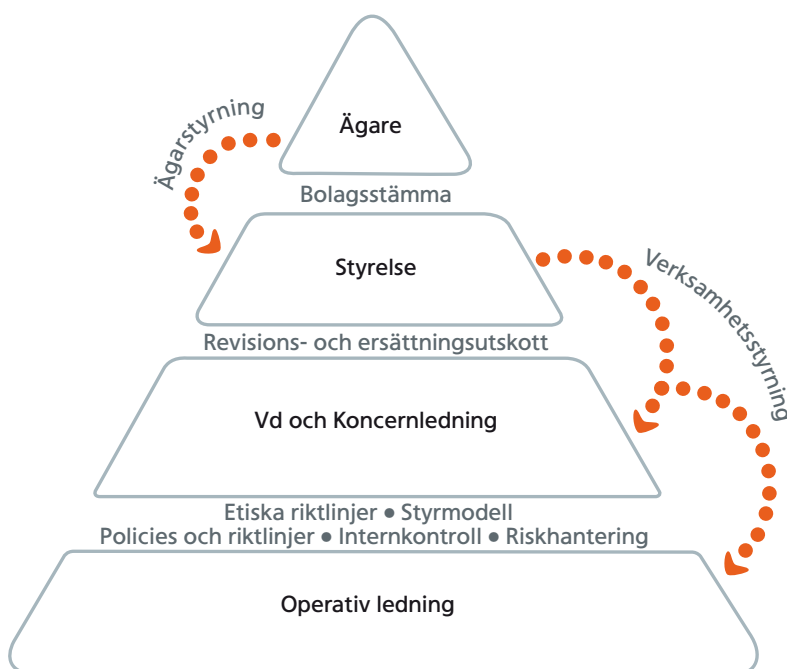 Ägare
Ägarstyrning
Bolagsstämma
Styrelse
Verksamhetsstyrning
Revisions- och ersättningsutskott
Vd och Koncernledning
Etiska riktlinjer ● Styrmodell
Policies och riktlinjer ● Internkontroll ● Riskhantering
Operativ ledning